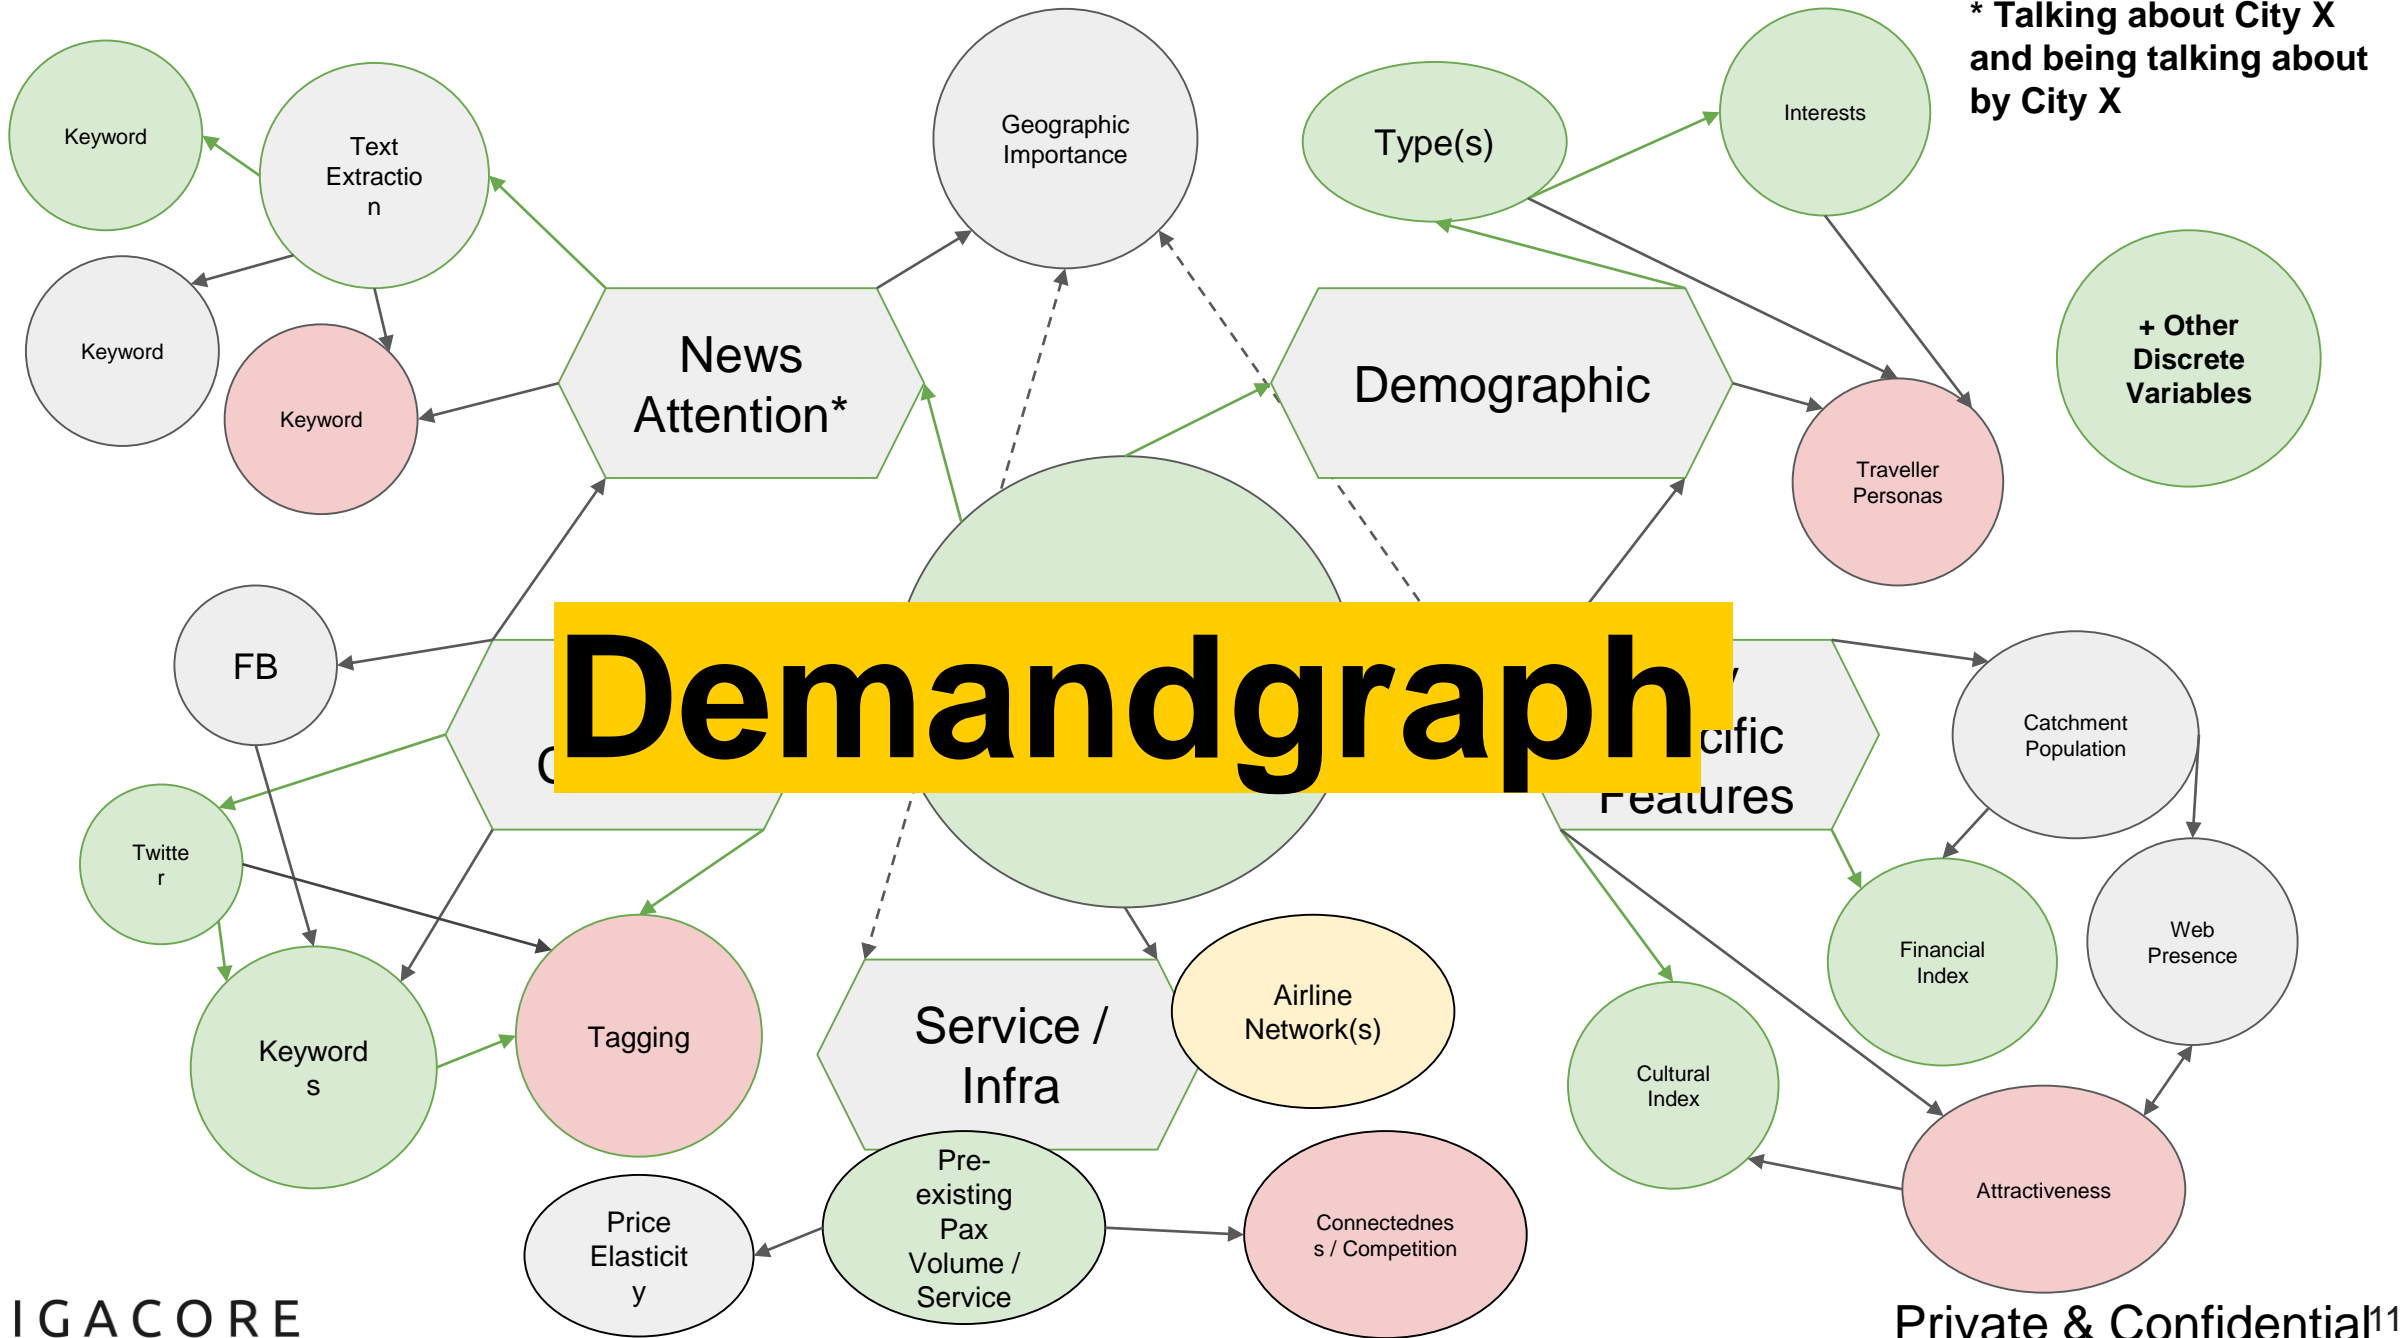 * Talking about City X
and being talking about
by City X
Keyword
Text
Extractio
n
Geographic
Importance
Type(s)
Interests
Keyword
Keyword
News
Attention*
Demographic
+ Other
Discrete
Variables
Traveller
Personas
FB
Demandgraph
cific
Features
Catchment
Population
Twitte
r
Keyword
s
Tagging
Service /
Infra
Airline
Network(s)
Financial
Index
Web
Presence
Cultural
Index
Attractiveness
Price
Elasticit
y
Pre-
existing
Pax
Volume /
Service
Connectednes
s / Competition
IGACORE
Private & Confidential
11